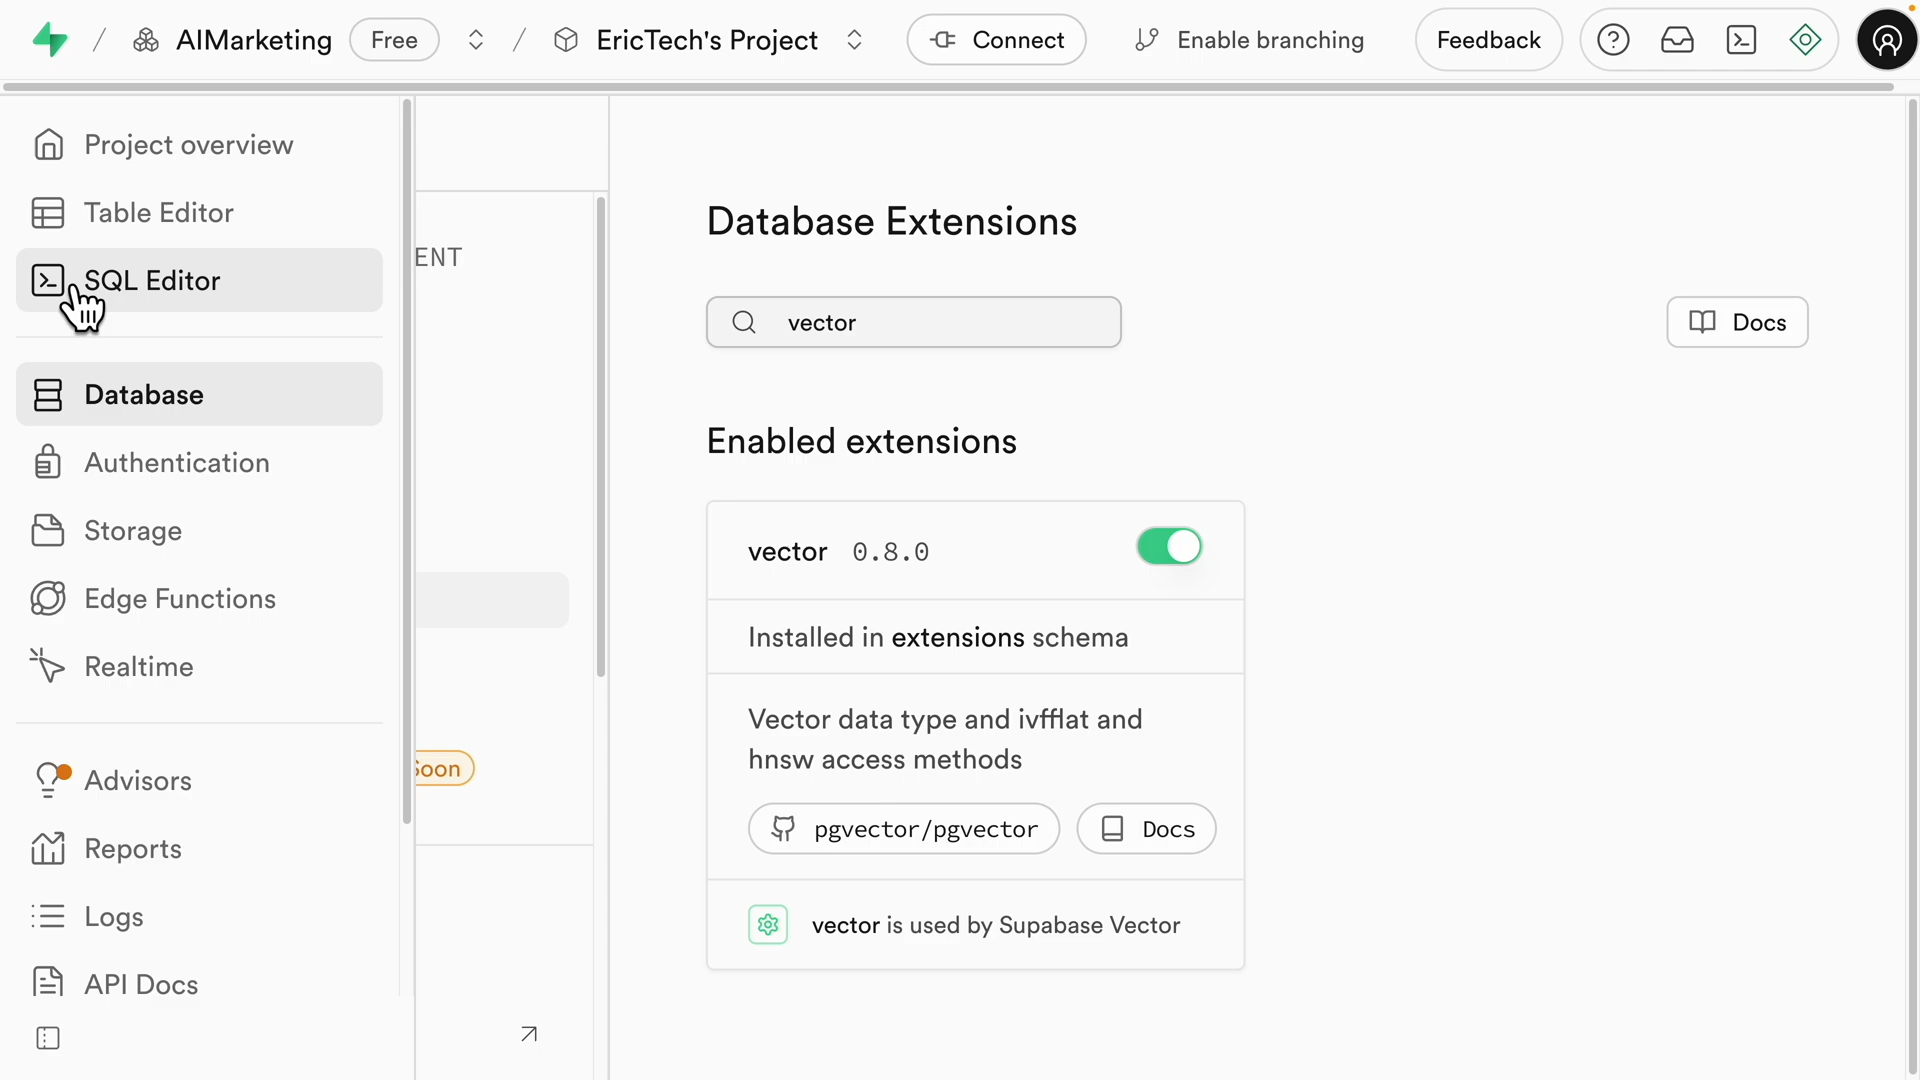 / AIMarketing Free / EricTech's Project Connect Enable branching Feedback
Project overview
Table Editor
SQL Editor
Database
Authentication
Storage
Edge Functions
Realtime
Advisors
Reports
Logs
API Docs
ENT
Soon
Database Extensions
vector
Docs
Enabled extensions
vector 0.8.0
Installed in extensions schema
Vector data type and ivfflat and
hnsw access methods
pgvector/pgvector Docs
vector is used by Supabase Vector